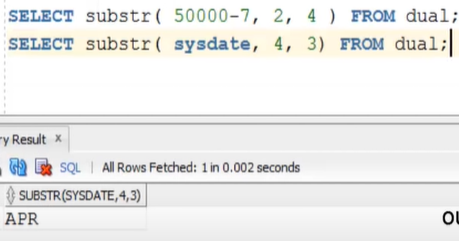 SELECT substr( 50000-7, 2, 4 ) FROM dual;
SELECT substr( sysdate, 4, 3) FROM dual;
ry Result x
SQL | All Rows Fetched: 1 in 0.002 seconds
SUBSTR(SYSDATE,4,3)
APR
OU